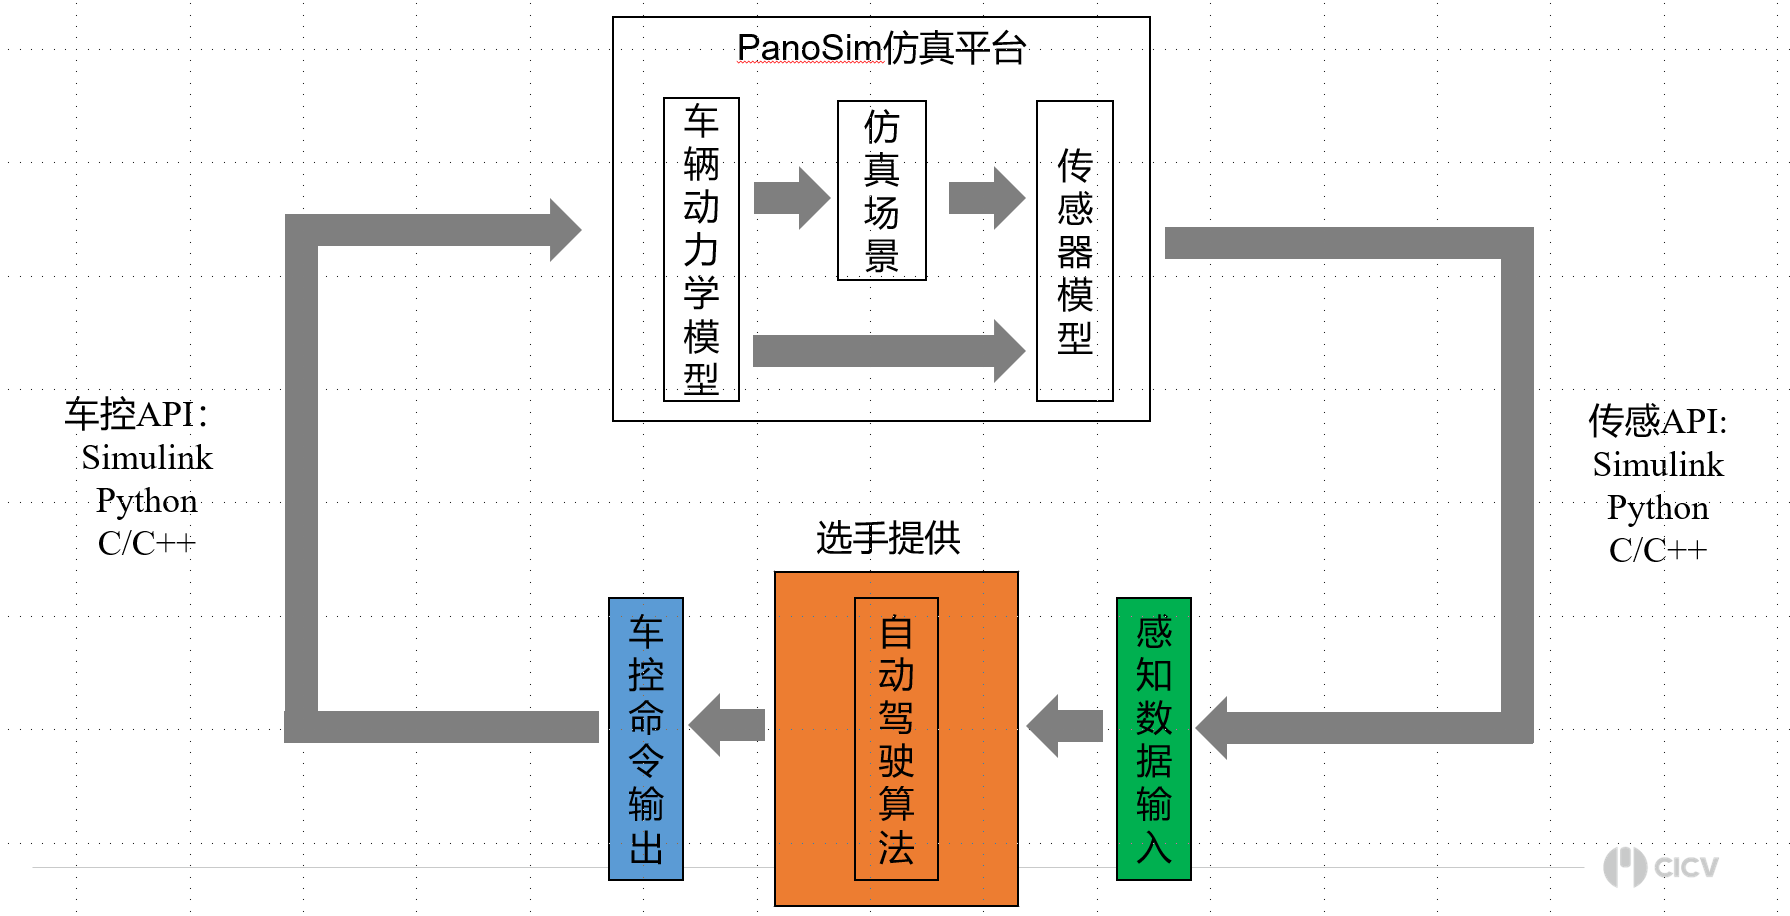 PanoSim仿真平台
车辆动力学模型
仿真场景
传感器模型
车控API：
Simulink
Python
C/C++
传感API:
Simulink
Python
C/C++
选手提供
车控命令输出
自动驾驶算法
感知数据输入
CICV